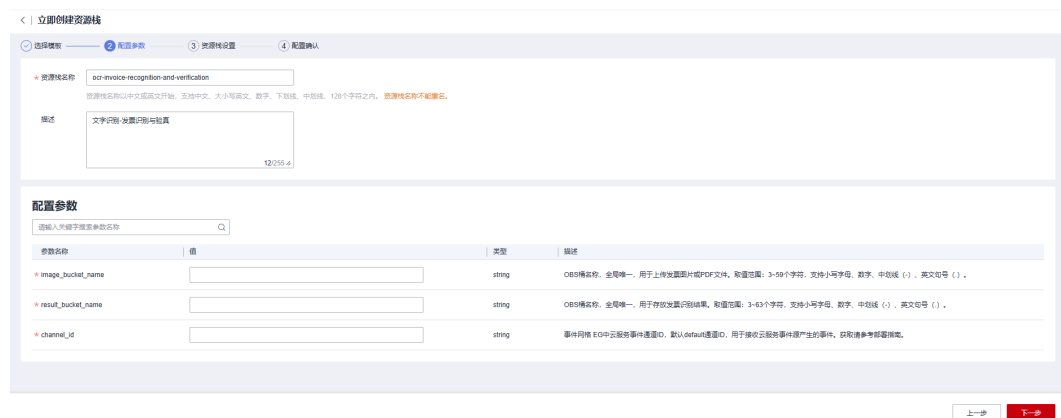 < | 立即创建资源栈
选择模板 2 配置参数 3 资源栈设置 4 配置确认
* 资源栈名称 ocr-invoice-recognition-and-verification
资源栈名称以中文或英文开始，支持中文、大小写英文、数字、下划线、中划线，128个字符之内。资源栈名称不能重名。
描述 文字识别-发票识别与验真
12/255
配置参数
请输入关键字搜索参数名称
参数名称 值 类型 描述
* image_bucket_name string OBS桶名称，全局唯一，用于上传发票图片或PDF文件。取值范围：3~59个字符，支持小写字母、数字、中划线（-）、英文句号（.）。
* result_bucket_name string OBS桶名称，全局唯一，用于存放发票识别结果。取值范围：3~63个字符，支持小写字母、数字、中划线（-）、英文句号（.）。
* channel_id string 事件网格 EG中云服务事件通道ID，默认default通道ID，用于接收云服务事件源产生的事件。获取请参考部署指南。
上一步 下一步